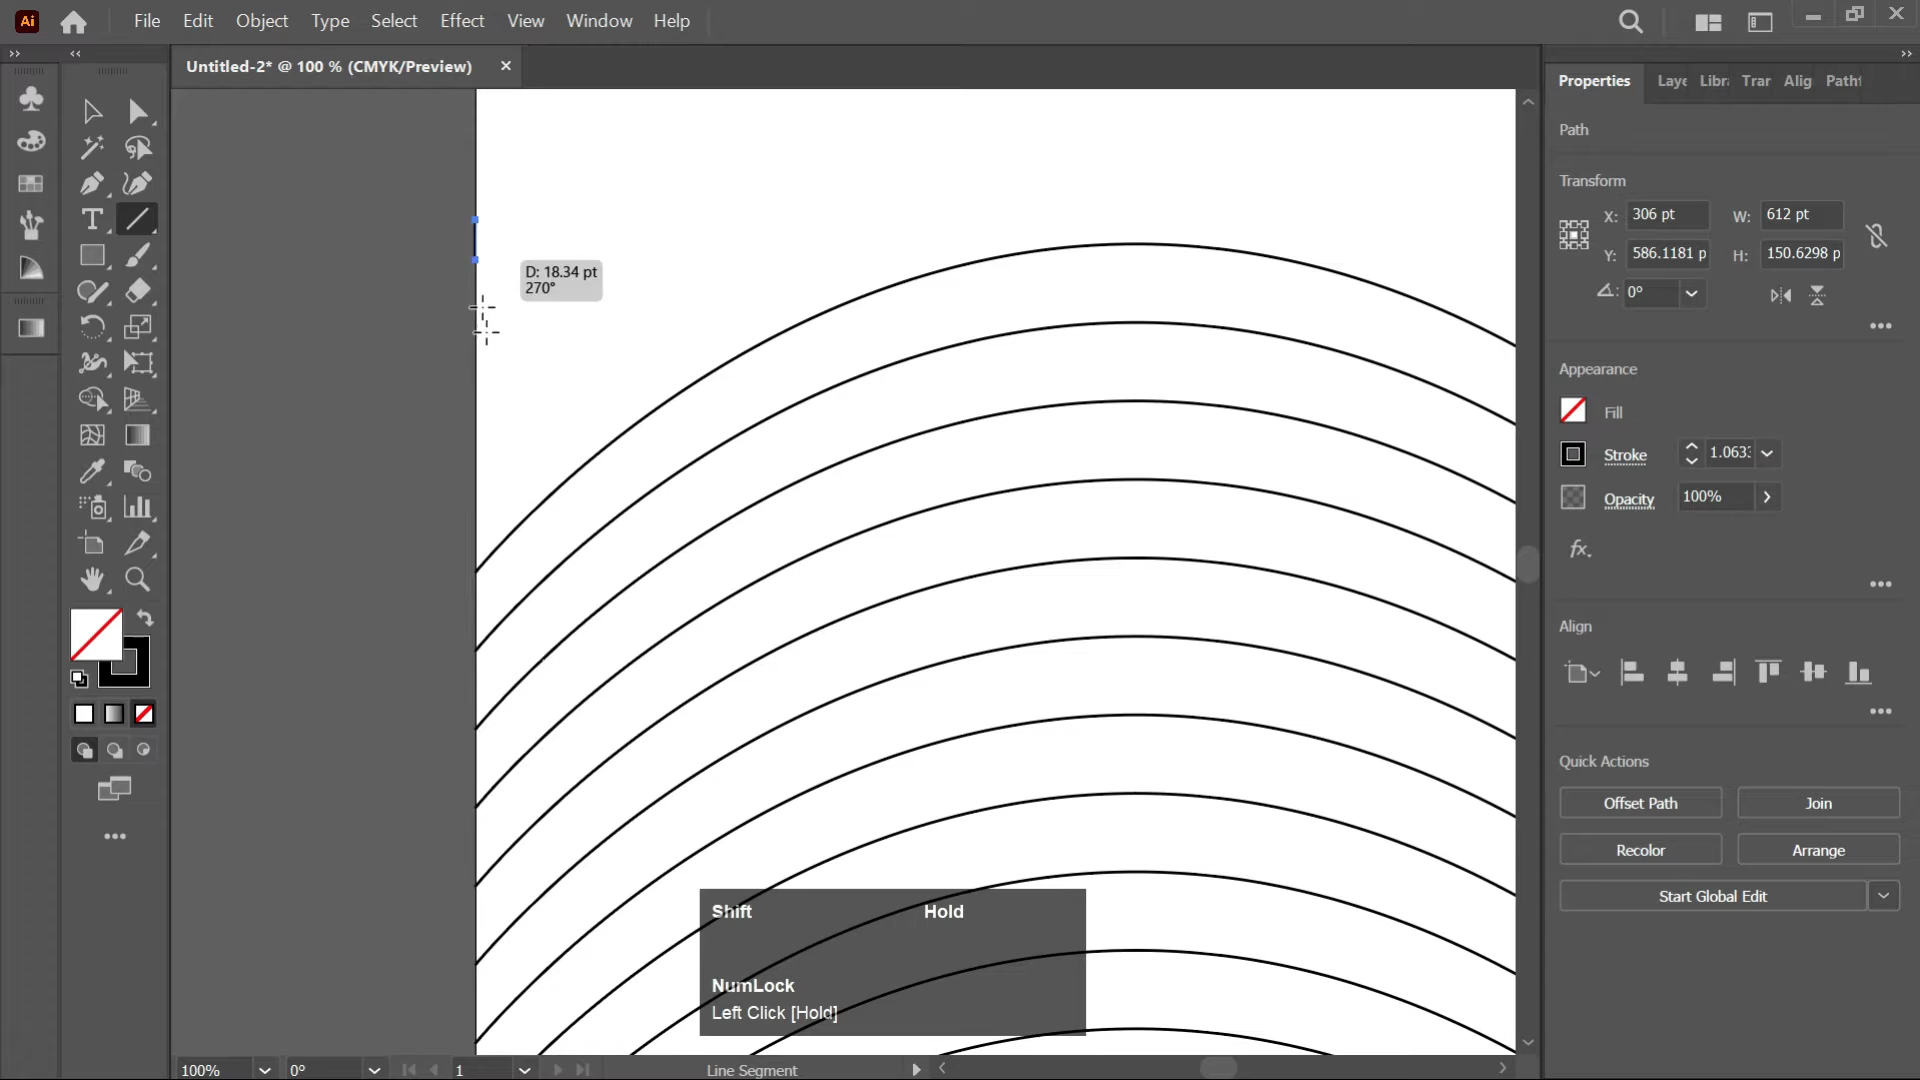 Ai
File Edit Object Type Select Effect View Window Help
Untitled-2* @ 100 % (CMYK/Preview)
Properties Laye Libr Trar Alig Path
Path
Transform
X: 306 pt W: 612 pt
Y: 586.1181 p H: 150.6298 p
0°
Appearance
Fill
Stroke 1.063
Opacity 100%
fx.
Align
Quick Actions
Offset Path Join
Recolor Arrange
Start Global Edit
D: 18.34 pt
270°
Shift Hold
NumLock
Left Click [Hold]
100% 0° 1 Line Segment